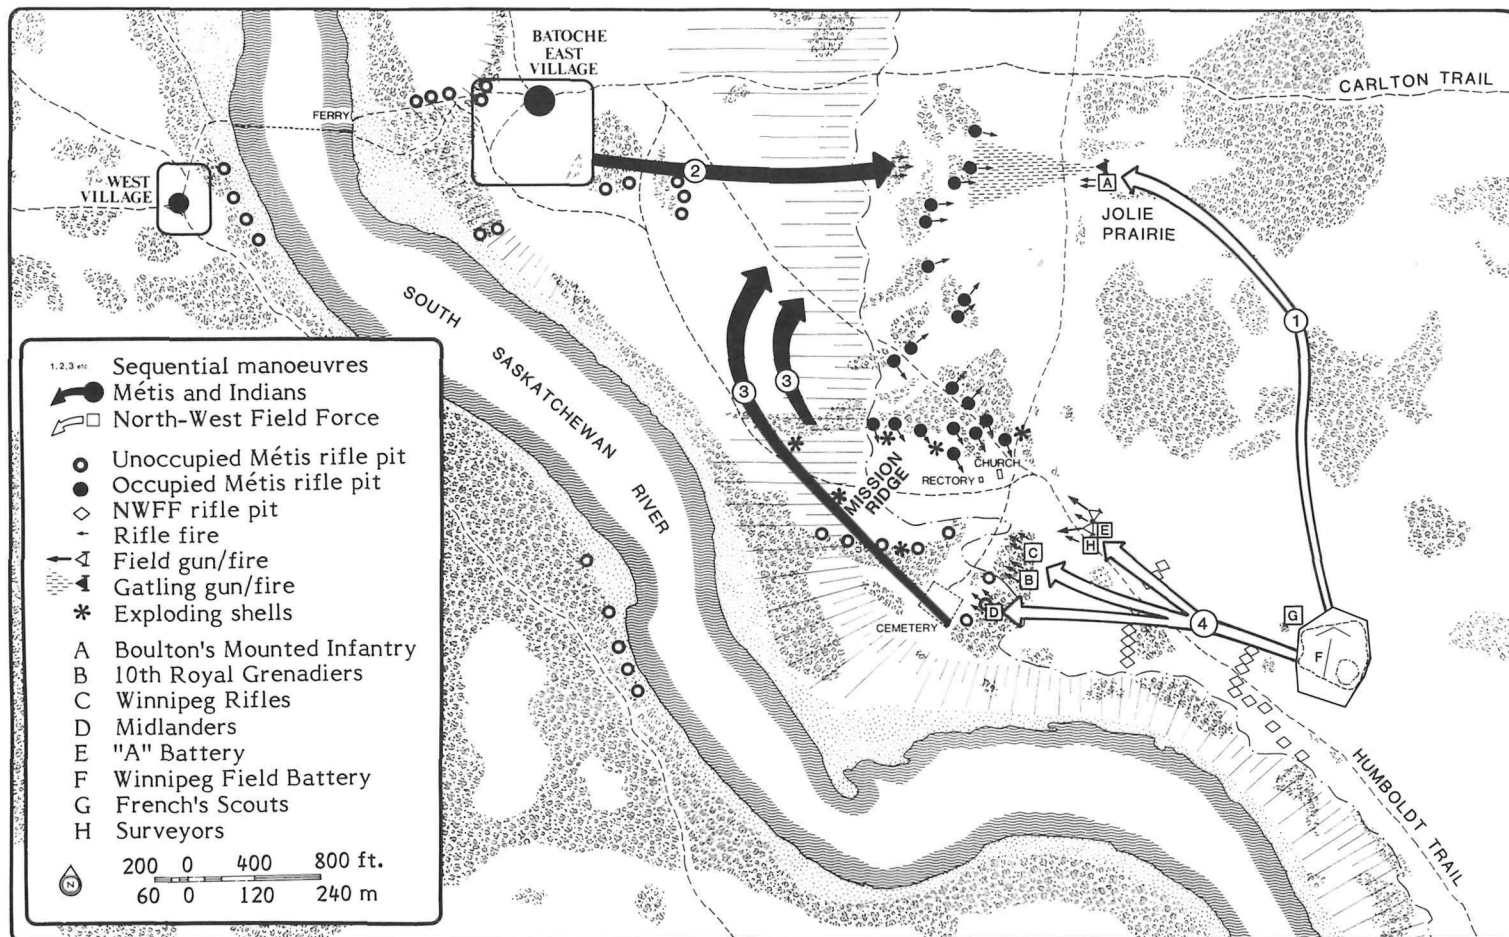 BATOCHE
EAST
VILLAGE
CARLTON TRAIL
FERRY
WEST
VILLAGE
2
A
JOLIE
PRAIRIE
1
SOUTH
SASKATCHEWAN
RIVER
3
3
MISSION
RIDGE
CHURCH
RECTORY
E
H
C
B
D
CEMETERY
4
G
F
HUMBOLDT TRAIL
1,2,3 etc Sequential manoeuvres
Métis and Indians
North-West Field Force
Unoccupied Métis rifle pit
Occupied Métis rifle pit
NWFF rifle pit
Rifle fire
Field gun/fire
Gatling gun/fire
Exploding shells
A Boulton's Mounted Infantry
B 10th Royal Grenadiers
C Winnipeg Rifles
D Midlanders
E "A" Battery
F Winnipeg Field Battery
G French's Scouts
H Surveyors
200 0 400 800 ft.
60 0 120 240 m
N